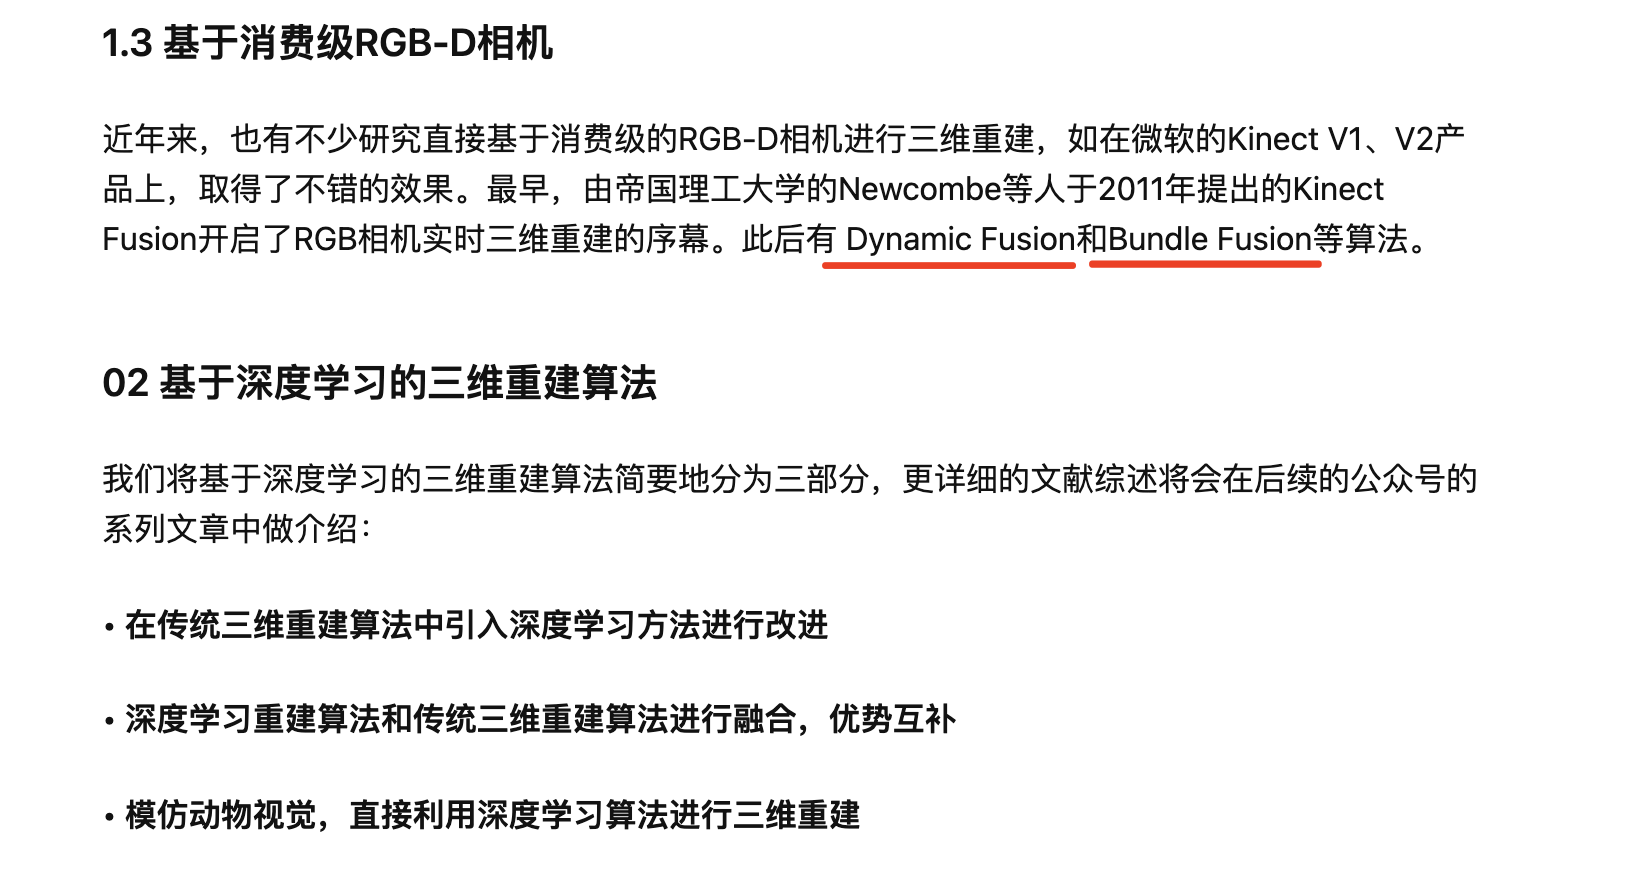 1.3 基于消费级RGB-D相机
近年来，也有不少研究直接基于消费级的RGB-D相机进行三维重建，如在微软的Kinect V1、V2产
品上，取得了不错的效果。最早，由帝国理工大学的Newcombe等人于2011年提出的Kinect
Fusion开启了RGB相机实时三维重建的序幕。此后有 Dynamic Fusion和Bundle Fusion等算法。
02 基于深度学习的三维重建算法
我们将基于深度学习的三维重建算法简要地分为三部分，更详细的文献综述将会在后续的公众号的
系列文章中做介绍：
• 在传统三维重建算法中引入深度学习方法进行改进
• 深度学习重建算法和传统三维重建算法进行融合，优势互补
• 模仿动物视觉，直接利用深度学习算法进行三维重建